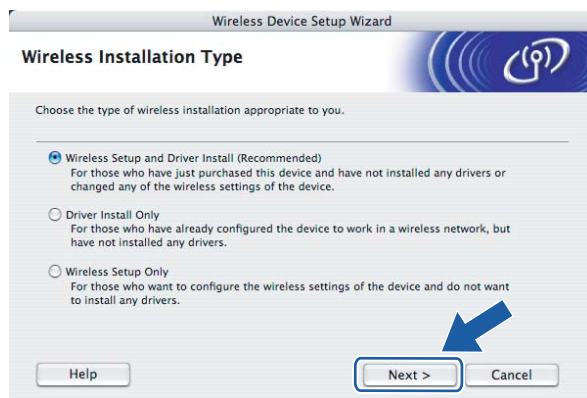 Wireless Device Setup Wizard
Wireless Installation Type
Choose the type of wireless installation appropriate to you.
Wireless Setup and Driver Install (Recommended)
For those who have just purchased this device and have not installed any drivers or
changed any of the wireless settings of the device.
Driver Install Only
For those who have already configured the device to work in a wireless network, but
have not installed any drivers.
Wireless Setup Only
For those who want to configure the wireless settings of the device and do not want
to install any drivers.
Help
Next >
Cancel